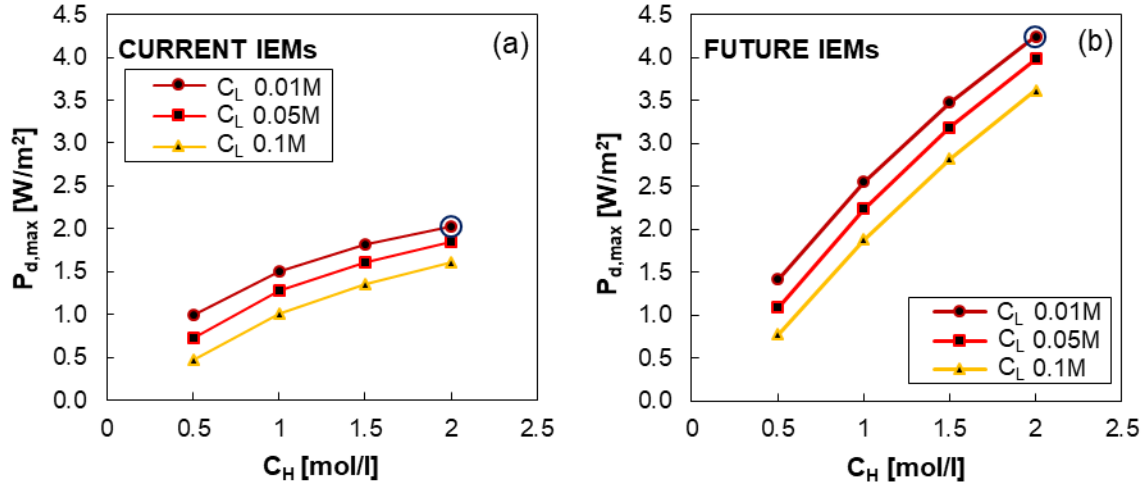 CURRENT IEMs
(a)
C_L 0.01M
C_L 0.05M
C_L 0.1M
P_d,max [W/m²]
4.5
4.0
3.5
3.0
2.5
2.0
1.5
1.0
0.5
0.0
0 0.5 1 1.5 2 2.5
C_H [mol/l]
FUTURE IEMs
(b)
P_d,max [W/m²]
4.5
4.0
3.5
3.0
2.5
2.0
1.5
1.0
0.5
0.0
C_L 0.01M
C_L 0.05M
C_L 0.1M
0 0.5 1 1.5 2 2.5
C_H [mol/l]